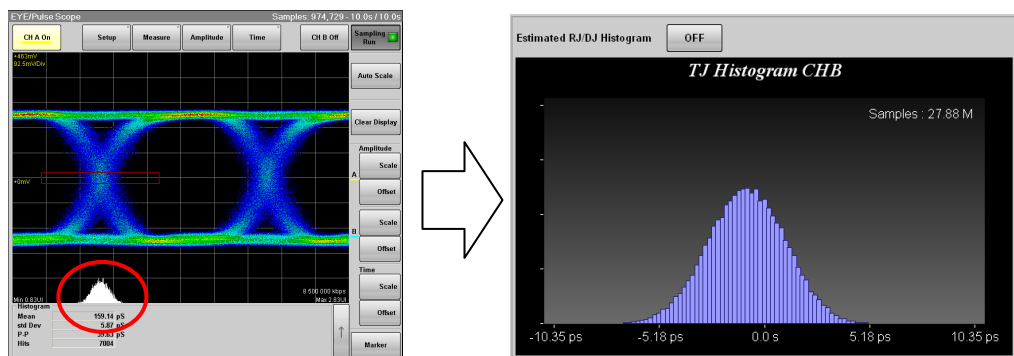 EYE/Pulse Scope
Samples: 974,729 - 10.0s / 10.0s
CH A On
Setup
Measure
Amplitude
Time
CH B Off
Sampling
Run
+463mV
92.5mV/Div
+0mV
Auto Scale
Clear Display
Amplitude
A
Scale
Offset
B
Scale
Offset
Time
Scale
Offset
Marker
8 500 000 kbps
Min 0.83UI
Max 2.83UI
Histogram
Mean 159.14 pS
std Dev 5.87 pS
P-P 39.63 pS
Hits 7004
Estimated RJ/DJ Histogram
OFF
TJ Histogram CHB
Samples : 27.88 M
-10.35 ps
-5.18 ps
0.0 s
5.18 ps
10.35 ps